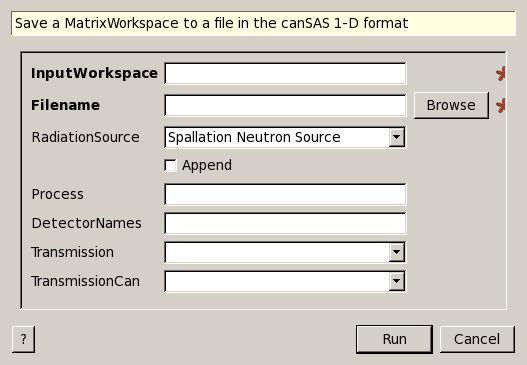 Save a MatrixWorkspace to a file in the canSAS 1-D format
InputWorkspace
Filename Browse
RadiationSource Spallation Neutron Source
Append
Process
DetectorNames
Transmission
TransmissionCan
? Run Cancel